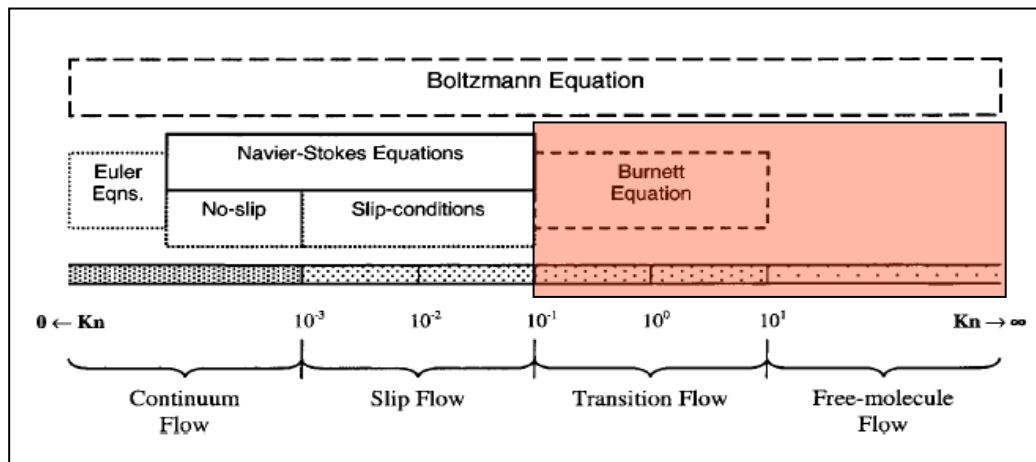 Boltzmann Equation
Euler
Eqns.
Navier-Stokes Equations
No-slip
Slip-conditions
Burnett
Equation
0 ← Kn
10⁻³
10⁻²
10⁻¹
10⁰
10¹
Kn → ∞
Continuum
Flow
Slip Flow
Transition Flow
Free-molecule
Flow